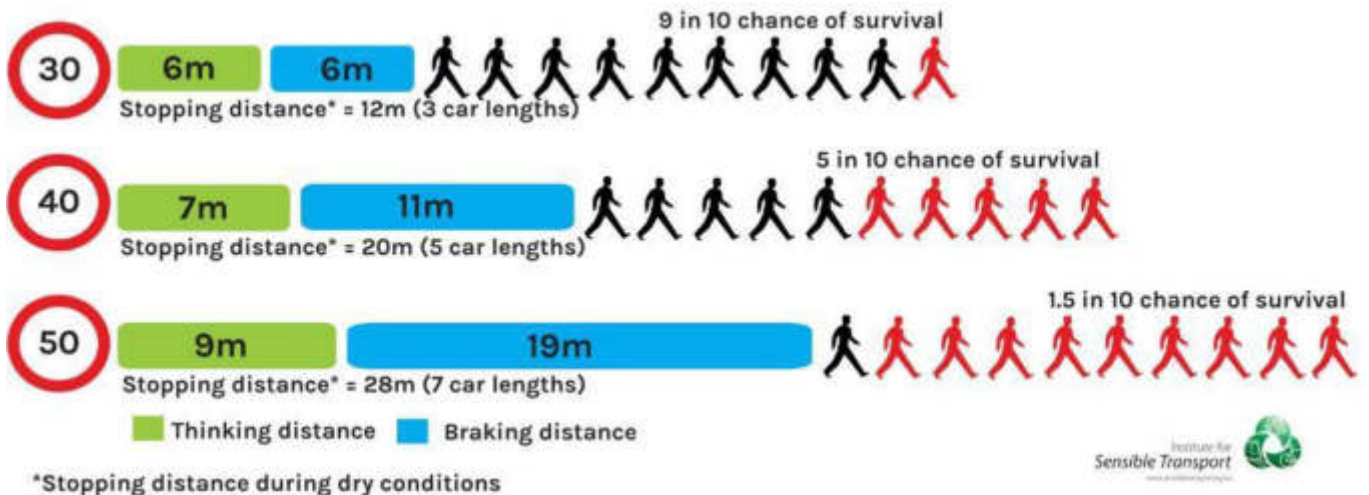 9 in 10 chance of survival
30 6m 6m
Stopping distance* = 12m (3 car lengths)
5 in 10 chance of survival
40 7m 11m
Stopping distance* = 20m (5 car lengths)
1.5 in 10 chance of survival
50 9m 19m
Stopping distance* = 28m (7 car lengths)
Thinking distance Braking distance
Institute for
Sensible Transport
*Stopping distance during dry conditions